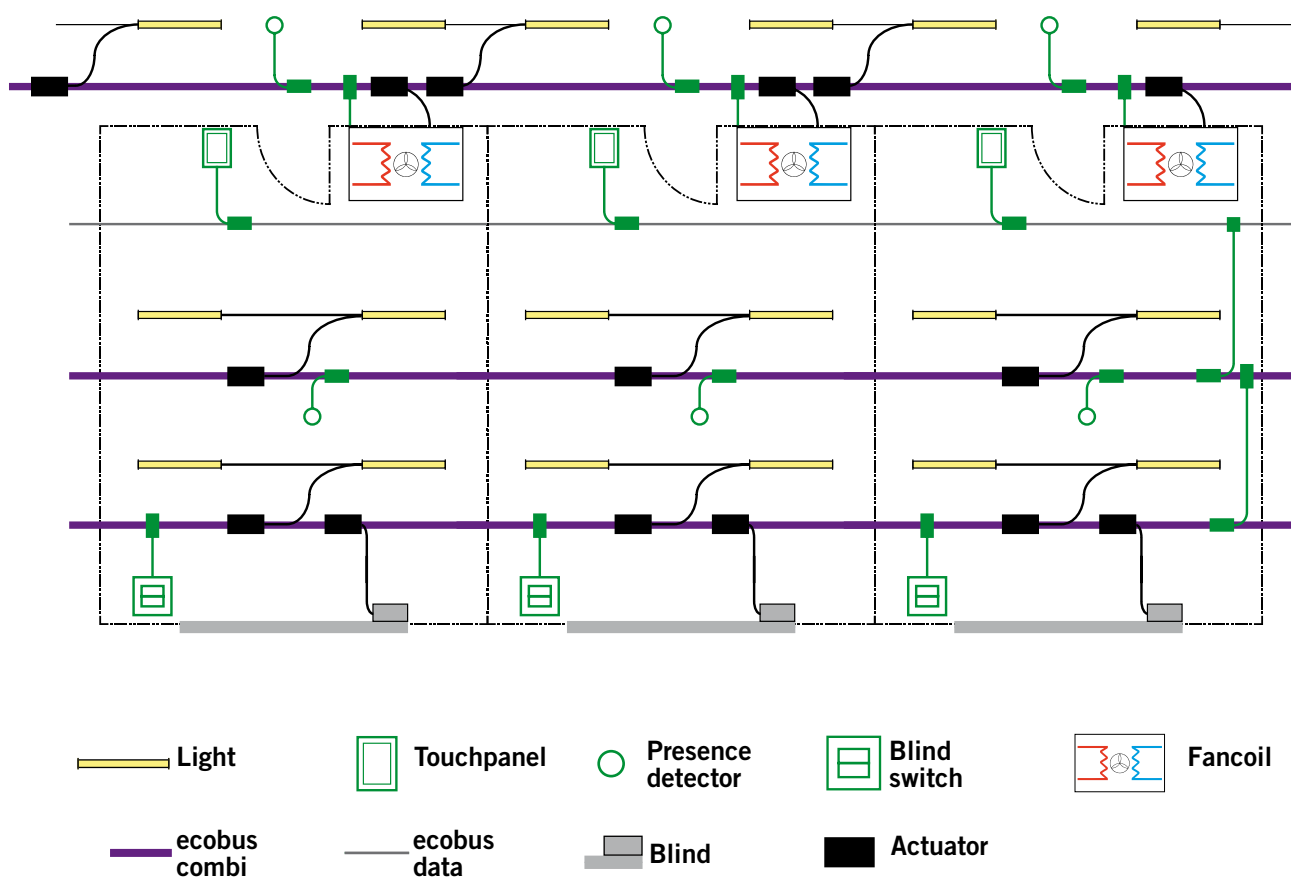 Light
Touchpanel
Presence
detector
Blind
switch
Fancoil
ecobus
combi
ecobus
data
Blind
Actuator